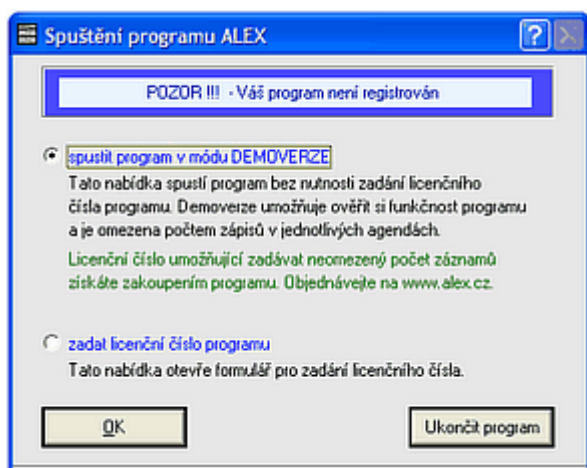 Spuštění programu ALEX
POZOR !!! - Váš program není registrován
spustit program v módu DEMOVERZE
Tato nabídka spustí program bez nutnosti zadání licenčního
čísla programu. Demoverze umožňuje ověřit si funkčnost programu
a je omezena počtem zápisů v jednotlivých agendách.
Licenční číslo umožňující zadávat neomezený počet záznamů
získáte zakoupením programu. Objednávejte na www.alex.cz.
zadat licenční číslo programu
Tato nabídka otevře formulář pro zadání licenčního čísla.
OK
Ukončit program